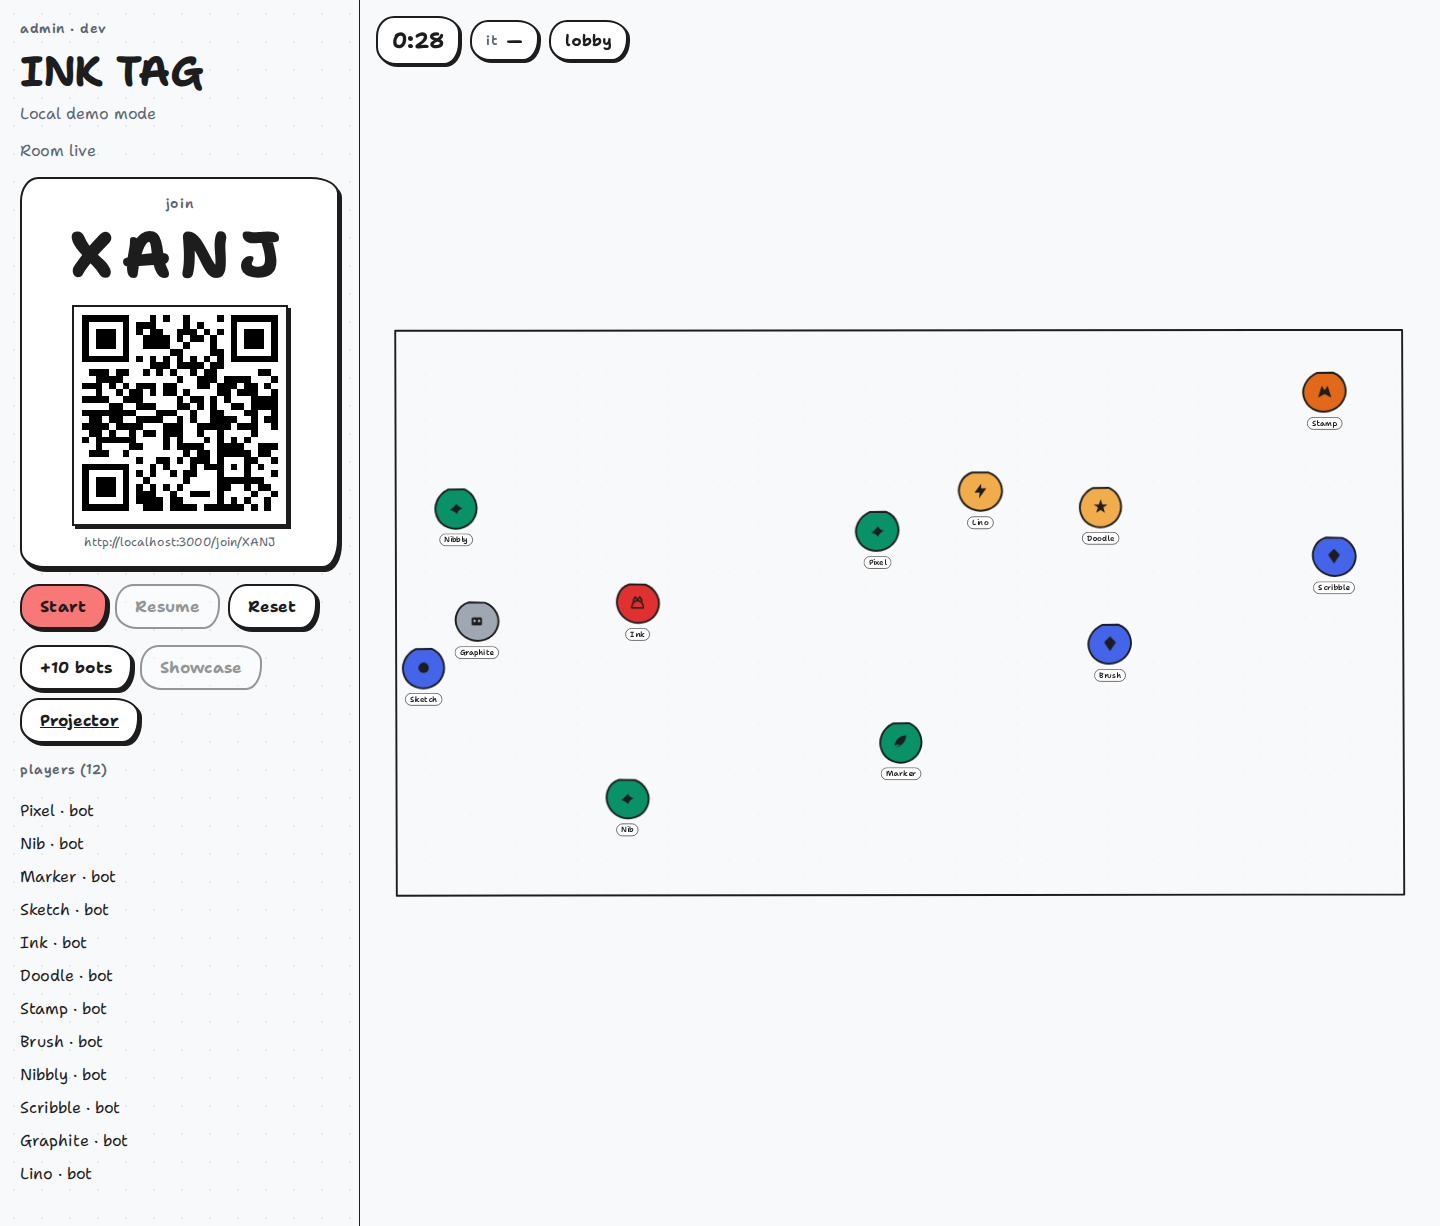 admin · dev
INK TAG
Local demo mode
Room live
join
XANJ
http://localhost:3000/join/XANJ
Start
Resume
Reset
+10 bots
Showcase
Projector
players (12)
Pixel · bot
Nib · bot
Marker · bot
Sketch · bot
Ink · bot
Doodle · bot
Stamp · bot
Brush · bot
Nibbly · bot
Scribble · bot
Graphite · bot
Lino · bot
0:28
it —
lobby
Stamp
Lino
Doodle
Nibbly
Pixel
Scribble
Ink
Graphite
Brush
Sketch
Marker
Nib